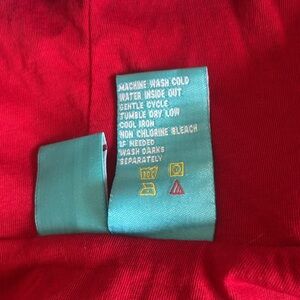 MACHINE WASH COLD
WATER INSIDE OUT
GENTLE CYCLE
TUMBLE DRY LOW
COOL IRON
NON CHLORINE BLEACH
IF NEEDED
WASH DARKS
SEPARATELY